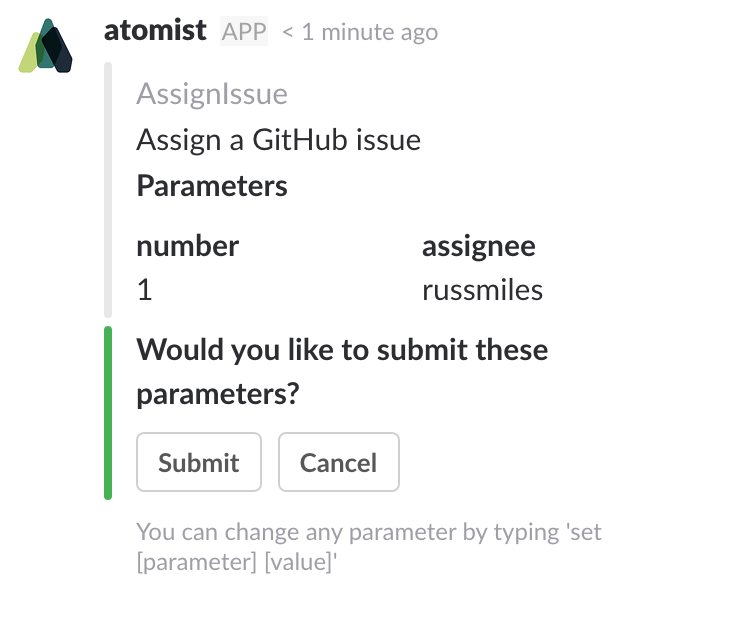 atomist APP < 1 minute ago
AssignIssue
Assign a GitHub issue
Parameters
number assignee
1 russmiles
Would you like to submit these
parameters?
Submit Cancel
You can change any parameter by typing 'set
[parameter] [value]'